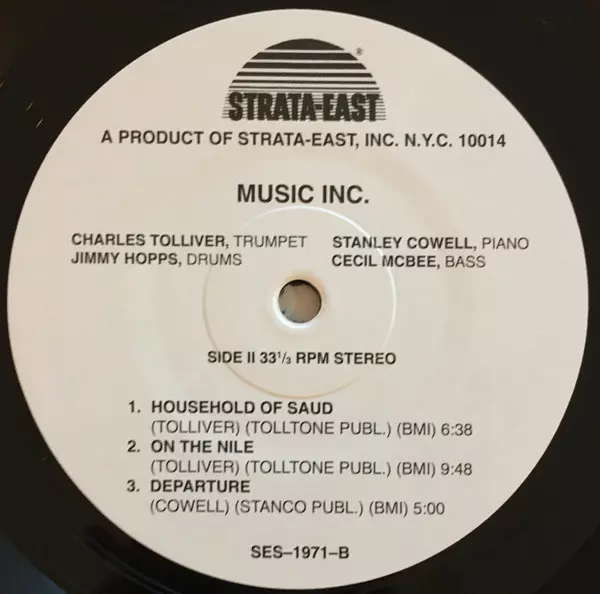 ®
STRATA-EAST
A PRODUCT OF STRATA-EAST, INC. N.Y.C. 10014
MUSIC INC.
CHARLES TOLLIVER, TRUMPET STANLEY COWELL, PIANO
JIMMY HOPPS, DRUMS CECIL MCBEE, BASS
SIDE II 33¹/₃ RPM STEREO
1. HOUSEHOLD OF SAUD
(TOLLIVER) (TOLLTONE PUBL.) (BMI) 6:38
2. ON THE NILE
(TOLLIVER) (TOLLTONE PUBL.) (BMI) 9:48
3. DEPARTURE
(COWELL) (STANCO PUBL.) (BMI) 5:00
SES–1971–B